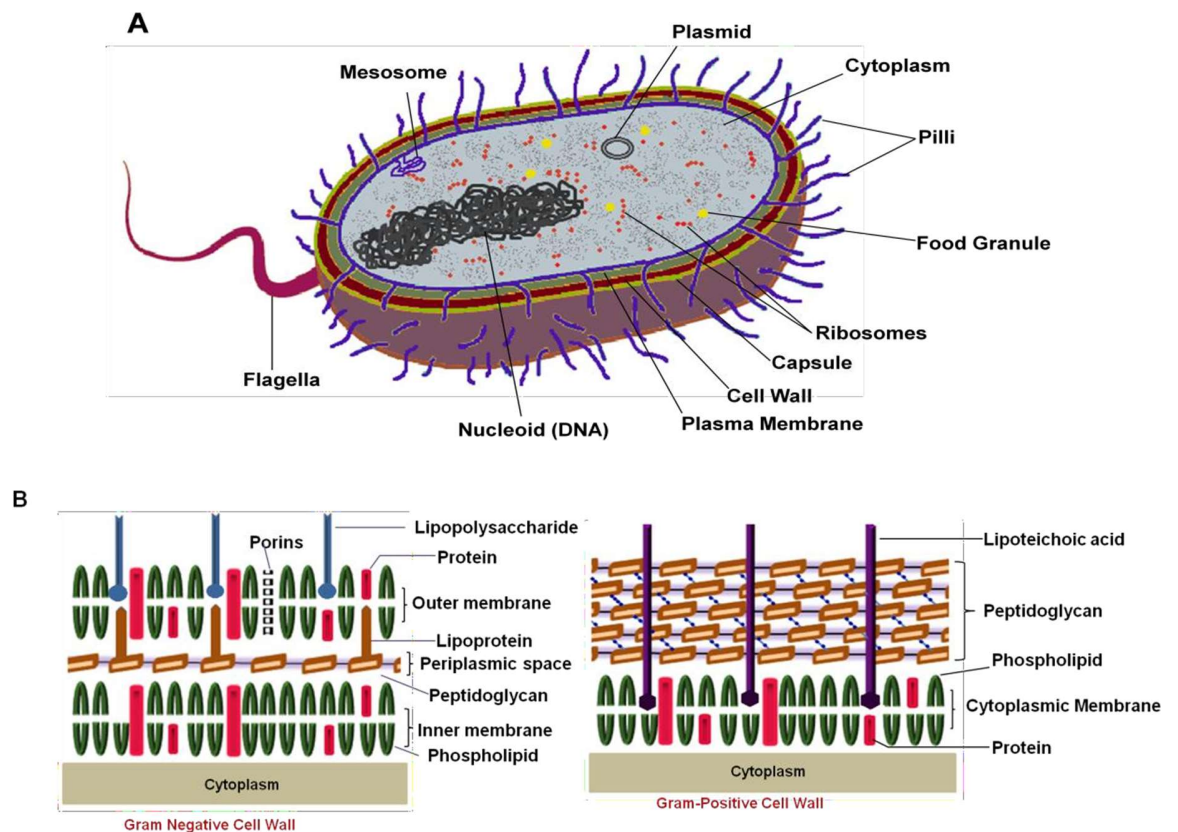 A
Plasmid
Mesosome
Cytoplasm
Pilli
Food Granule
Ribosomes
Capsule
Flagella
Cell Wall
Plasma Membrane
Nucleoid (DNA)
B
Lipopolysaccharide
Porins
Protein
Outer membrane
Lipoprotein
Periplasmic space
Peptidoglycan
Inner membrane
Phospholipid
Cytoplasm
Gram Negative Cell Wall
Lipoteichoic acid
Peptidoglycan
Phospholipid
Cytoplasmic Membrane
Protein
Cytoplasm
Gram-Positive Cell Wall